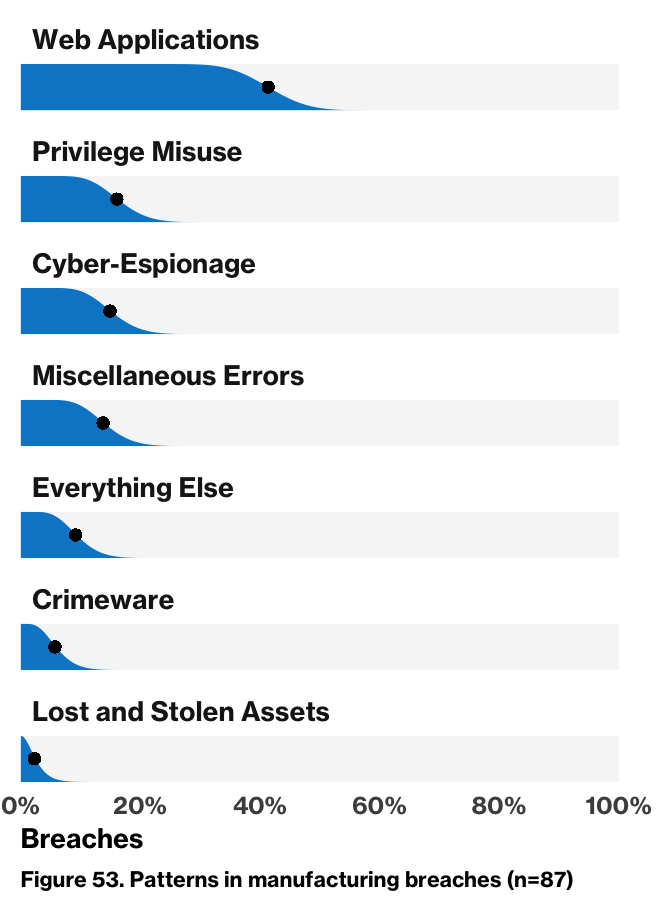 Web Applications
Privilege Misuse
Cyber-Espionage
Miscellaneous Errors
Everything Else
Crimeware
Lost and Stolen Assets
0% 20% 40% 60% 80% 100%
Breaches
Figure 53. Patterns in manufacturing breaches (n=87)